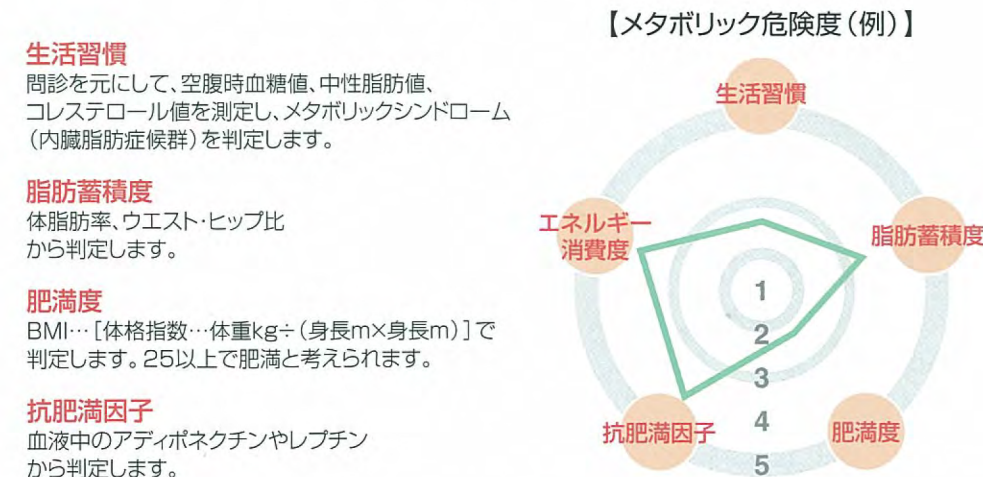 生活習慣
問診を元にして、空腹時血糖値、中性脂肪値、
コレステロール値を測定し、メタボリックシンドローム
(内臓脂肪症候群)を判定します。
脂肪蓄積度
体脂肪率、ウエスト・ヒップ比
から判定します。
肥満度
BMI…[体格指数…体重kg÷(身長m×身長m)]で
判定します。25以上で肥満と考えられます。
抗肥満因子
血液中のアディポネクチンやレプチン
から判定します。
【メタボリック危険度(例)】
生活習慣
エネルギー
消費度
脂肪蓄積度
1
2
3
4
5
抗肥満因子
肥満度